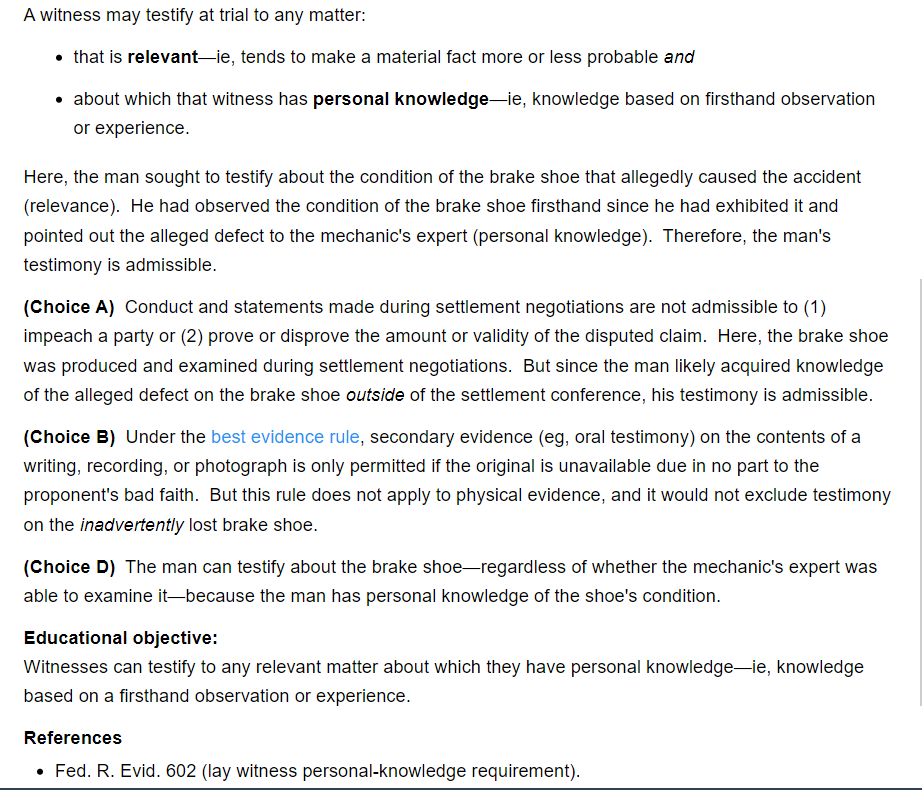 A witness may testify at trial to any matter:
• that is relevant—ie, tends to make a material fact more or less probable and
• about which that witness has personal knowledge—ie, knowledge based on firsthand observation
or experience.
Here, the man sought to testify about the condition of the brake shoe that allegedly caused the accident
(relevance).  He had observed the condition of the brake shoe firsthand since he had exhibited it and
pointed out the alleged defect to the mechanic's expert (personal knowledge).  Therefore, the man's
testimony is admissible.
(Choice A)  Conduct and statements made during settlement negotiations are not admissible to (1)
impeach a party or (2) prove or disprove the amount or validity of the disputed claim.  Here, the brake shoe
was produced and examined during settlement negotiations.  But since the man likely acquired knowledge
of the alleged defect on the brake shoe outside of the settlement conference, his testimony is admissible.
(Choice B)  Under the best evidence rule, secondary evidence (eg, oral testimony) on the contents of a
writing, recording, or photograph is only permitted if the original is unavailable due in no part to the
proponent's bad faith.  But this rule does not apply to physical evidence, and it would not exclude testimony
on the inadvertently lost brake shoe.
(Choice D)  The man can testify about the brake shoe—regardless of whether the mechanic's expert was
able to examine it—because the man has personal knowledge of the shoe's condition.
Educational objective:
Witnesses can testify to any relevant matter about which they have personal knowledge—ie, knowledge
based on a firsthand observation or experience.
References
• Fed. R. Evid. 602 (lay witness personal-knowledge requirement).